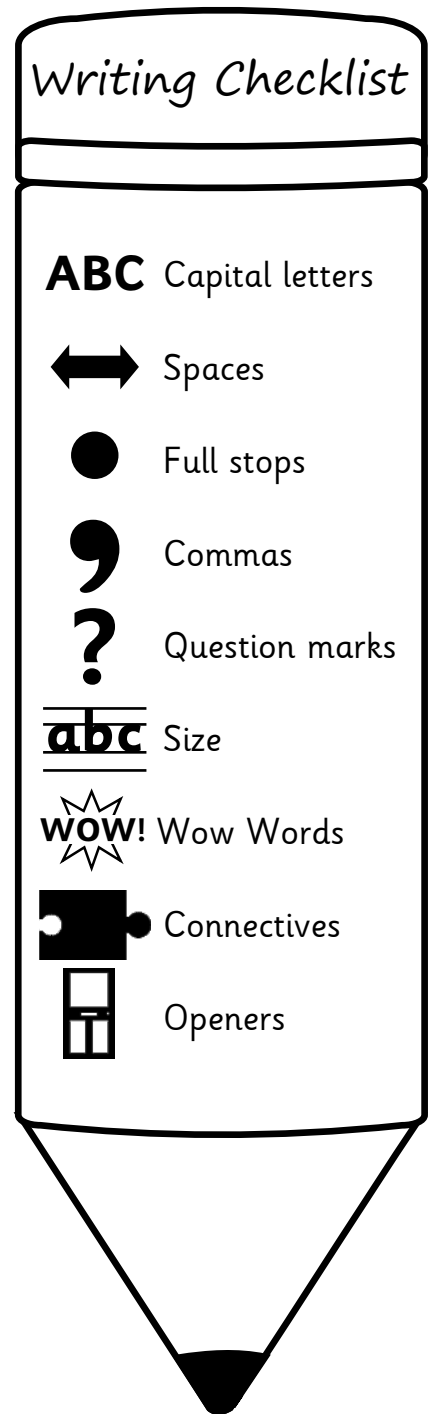 Writing Checklist
ABC Capital letters
Spaces
Full stops
, Commas
? Question marks
abc Size
WOW! Wow Words
Connectives
Openers